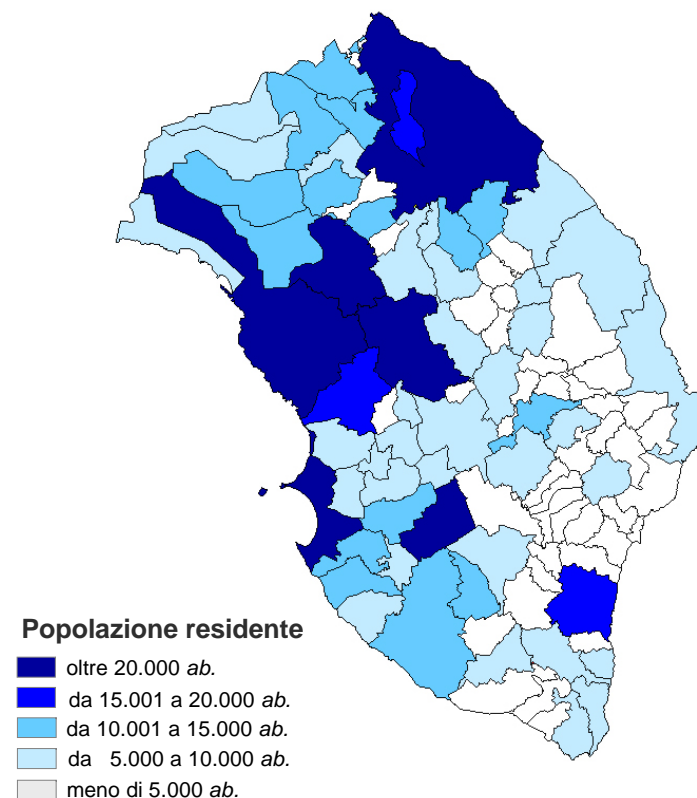 Popolazione residente
oltre 20.000 ab.
da 15.001 a 20.000 ab.
da 10.001 a 15.000 ab.
da 5.000 a 10.000 ab.
meno di 5.000 ab.